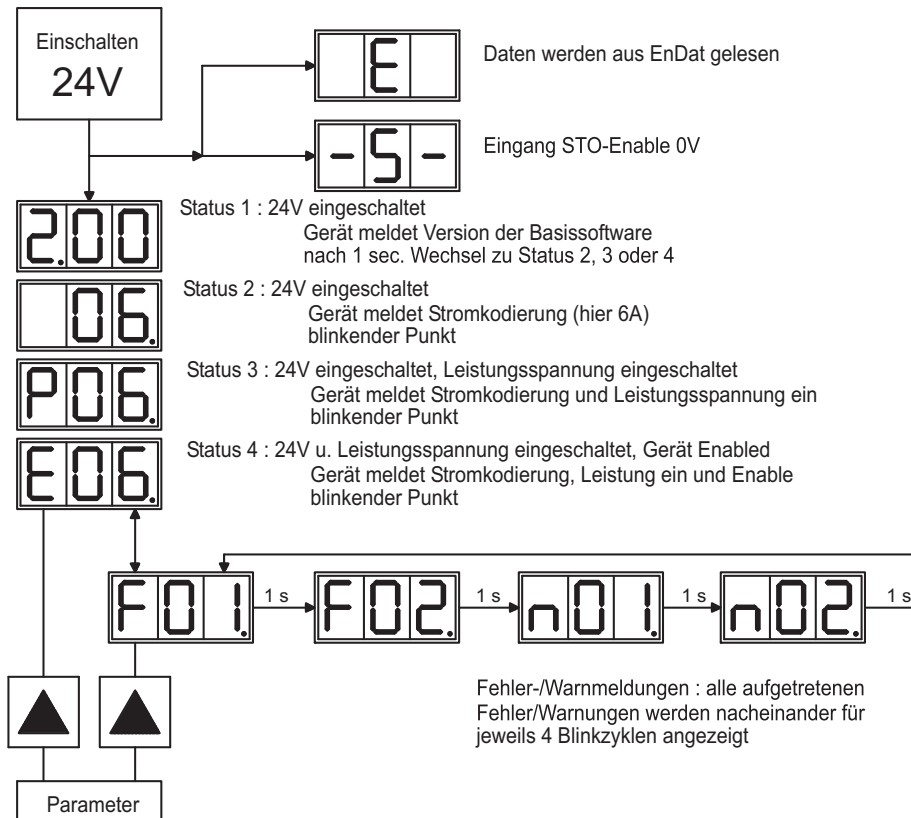 Einschalten
24V
E
Daten werden aus EnDat gelesen
-S-
Eingang STO-Enable 0V
2.00
Status 1 : 24V eingeschaltet
Gerät meldet Version der Basissoftware
nach 1 sec. Wechsel zu Status 2, 3 oder 4
06.
Status 2 : 24V eingeschaltet
Gerät meldet Stromkodierung (hier 6A)
blinkender Punkt
P06.
Status 3 : 24V eingeschaltet, Leistungsspannung eingeschaltet
Gerät meldet Stromkodierung und Leistungsspannung ein
blinkender Punkt
E06.
Status 4 : 24V u. Leistungsspannung eingeschaltet, Gerät Enabled
Gerät meldet Stromkodierung, Leistung ein und Enable
blinkender Punkt
F01. 1 s F02. 1 s n01. 1 s n02. 1 s
Fehler-/Warnmeldungen : alle aufgetretenen
Fehler/Warnungen werden nacheinander für
jeweils 4 Blinkzyklen angezeigt
Parameter